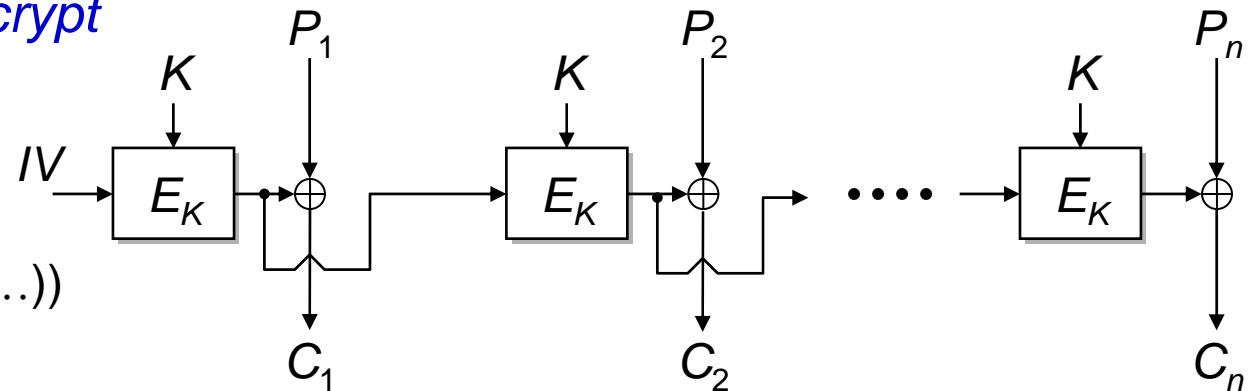 crypt
P1 P2 Pn
K K K
IV EK EK •••• EK
…))
C1 C2 Cn